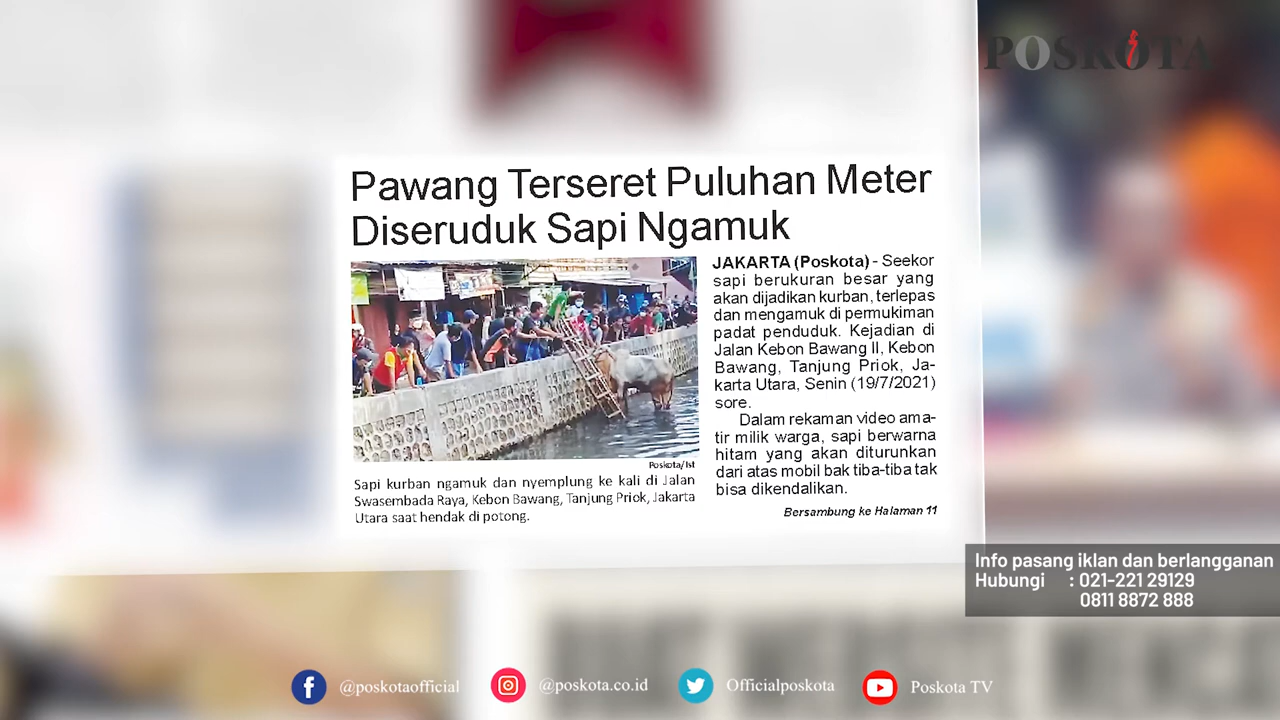 POSKOTA
Pawang Terseret Puluhan Meter
Diseruduk Sapi Ngamuk
Poskota/Ist
Sapi kurban ngamuk dan nyemplung ke kali di Jalan
Swasembada Raya, Kebon Bawang, Tanjung Priok, Jakarta
Utara saat hendak di potong.
JAKARTA (Poskota) - Seekor
sapi berukuran besar yang
akan dijadikan kurban, terlepas
dan mengamuk di permukiman
padat penduduk. Kejadian di
Jalan Kebon Bawang II, Kebon
Bawang, Tanjung Priok, Ja-
karta Utara, Senin (19/7/2021)
sore.
Dalam rekaman video ama-
tir milik warga, sapi berwarna
hitam yang akan diturunkan
dari atas mobil bak tiba-tiba tak
bisa dikendalikan.
Bersambung ke Halaman 11
Info pasang iklan dan berlangganan
Hubungi : 021-221 29129
0811 8872 888
@poskotaofficial
@poskota.co.id
Officialposkota
Poskota TV